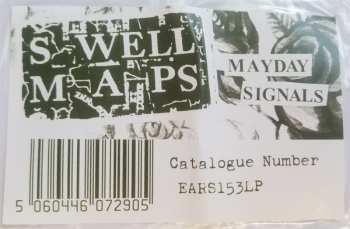 SWELL
MAPS
MAYDAY
SIGNALS
Catalogue Number
EARS153LP
5 060446 072905